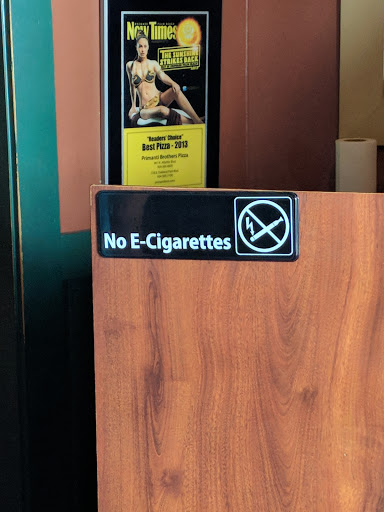 New Times
THE SUNSHINE
STRIKES BACK
"Readers' Choice"
Best Pizza - 2013
Primanti Brothers Pizza
No E-Cigarettes